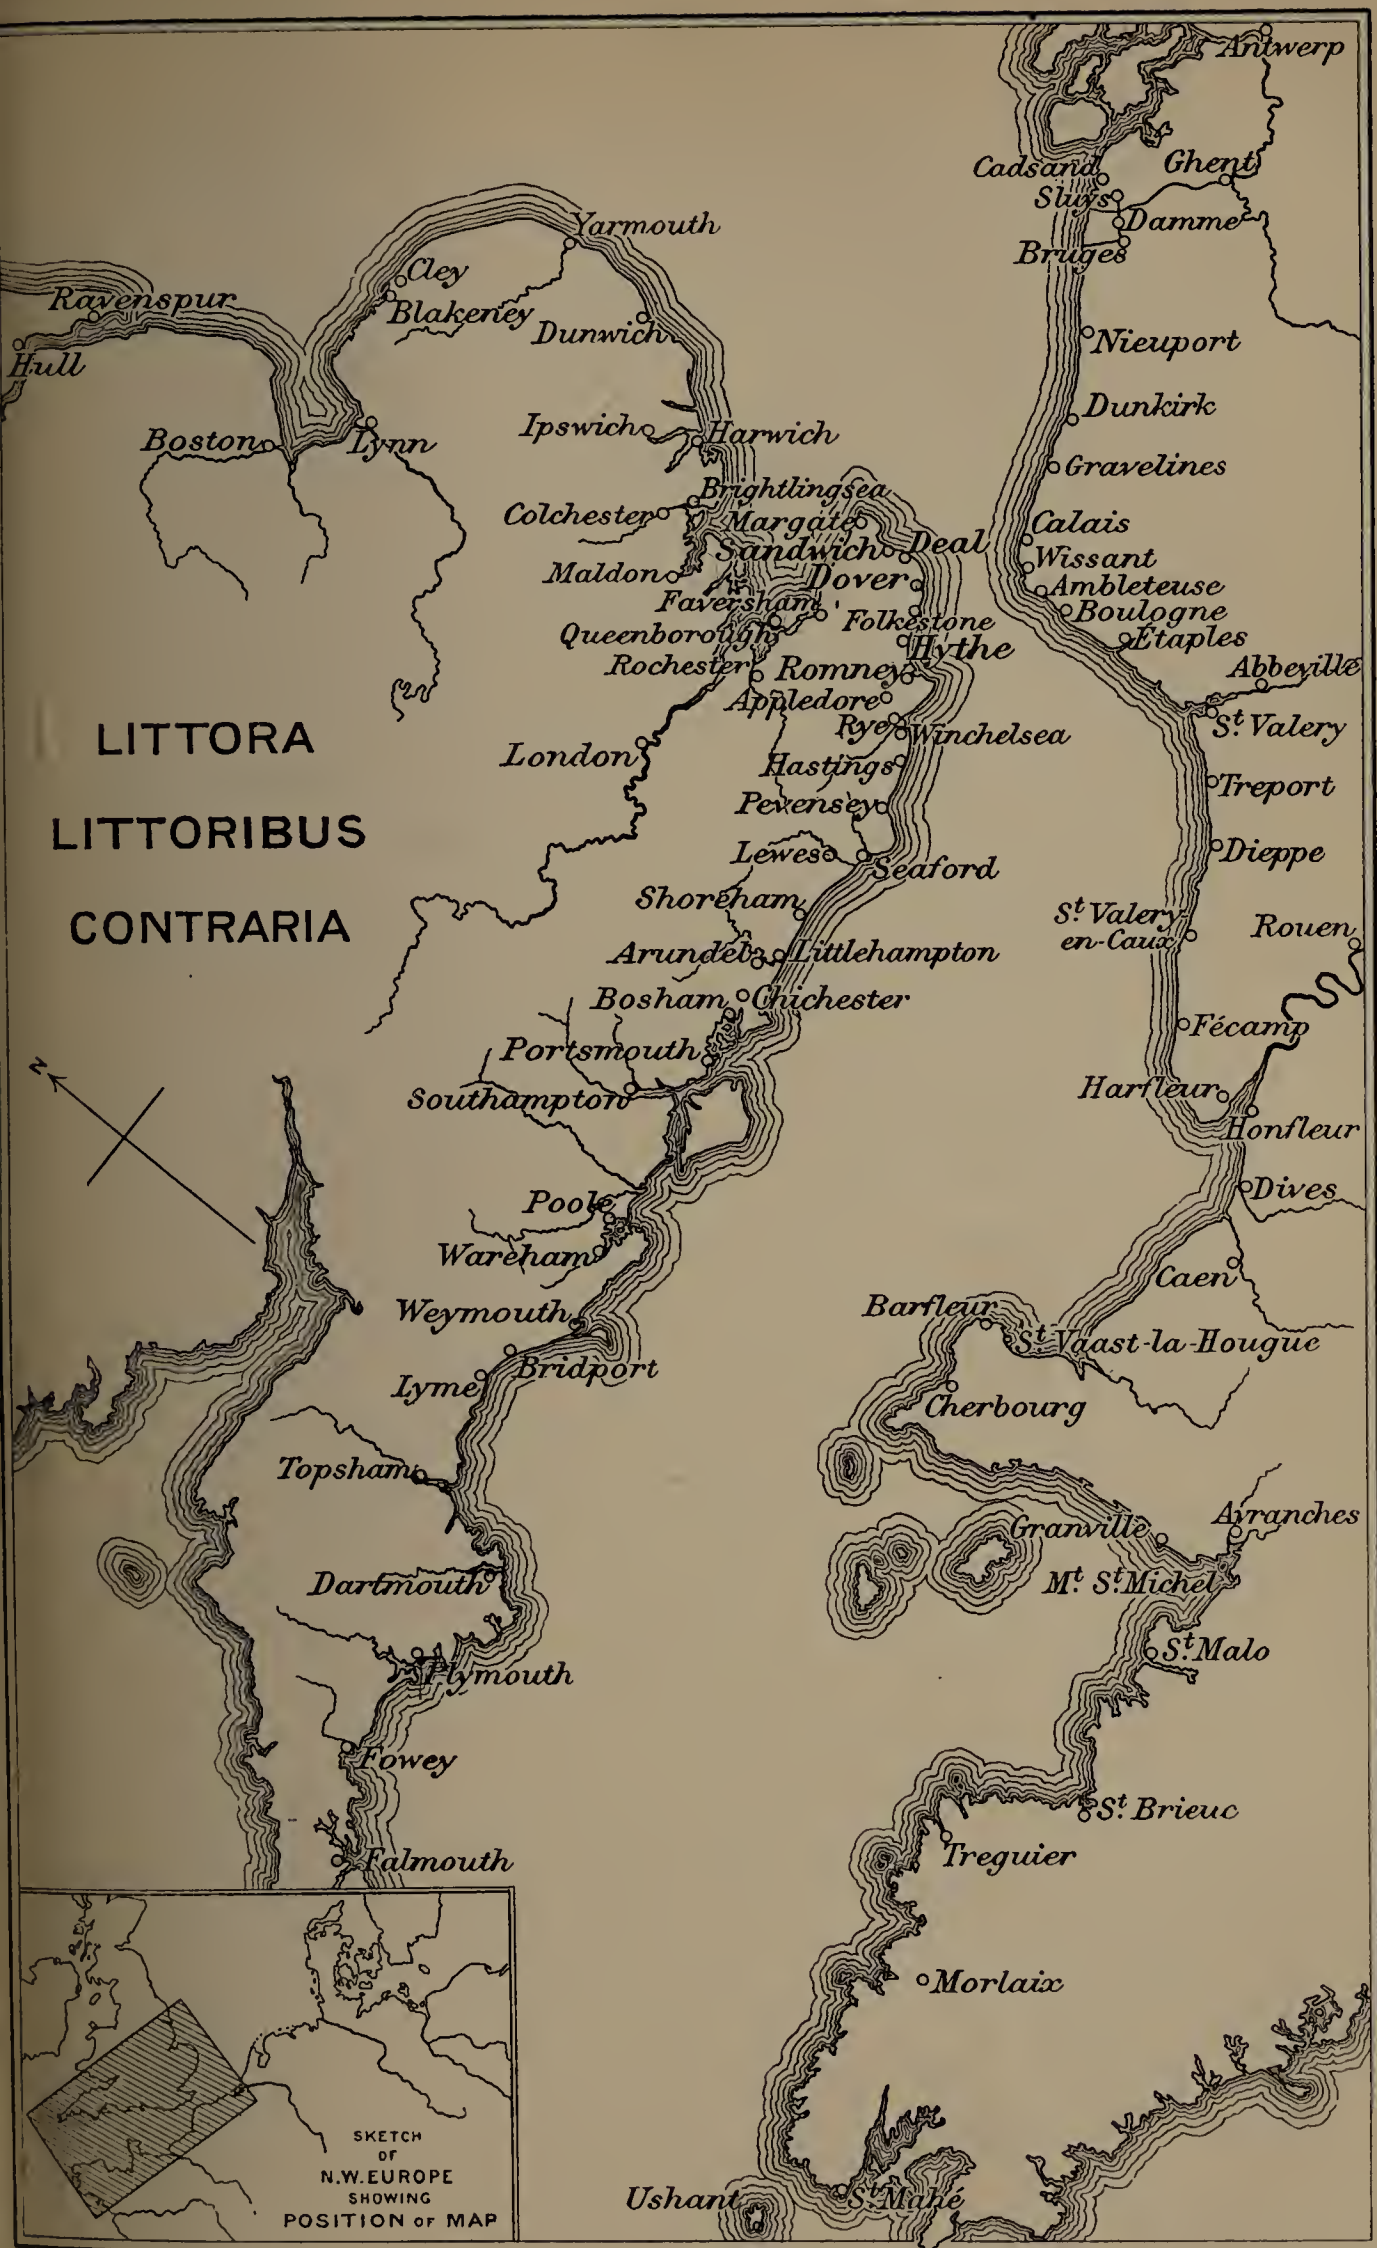 Antwerp
Cadsand
Ghent
Sluys
Damme
Bruges
Yarmouth
Cley
Blakeney
Ravenspur
Dunwich
Hull
Nieuport
Dunkirk
Ipswich
Harwich
Boston
Lynn
Gravelines
Brightlingsea
Colchester
Margate
Calais
Sandwich
Deal
Wissant
Maldon
Dover
Ambleteuse
Faversham
Folkestone
Boulogne
Queenborough
Hythe
Étaples
Rochester
Romney
Abbeville
Appledore
Rye
Winchelsea
St. Valery
LITTORA
LITTORIBUS
CONTRARIA
London
Hastings
Treport
Pevensey
Lewes
Seaford
Dieppe
Shoreham
St. Valery
en-Caux
Rouen
Arundel
Littlehampton
Bosham
Chichester
Fécamp
Portsmouth
N
Southampton
Harfleur
Honfleur
Poole
Dives
Wareham
Caen
Weymouth
Barfleur
St. Vaast-la-Hougue
Bridport
Lyme
Cherbourg
Topsham
Granville
Avranches
Dartmouth
Mt. St. Michel
St. Malo
Plymouth
Fowey
St. Brieuc
Treguier
Falmouth
Morlaix
SKETCH
OF
N.W. EUROPE
SHOWING
POSITION OF MAP
Ushant
St. Mahé